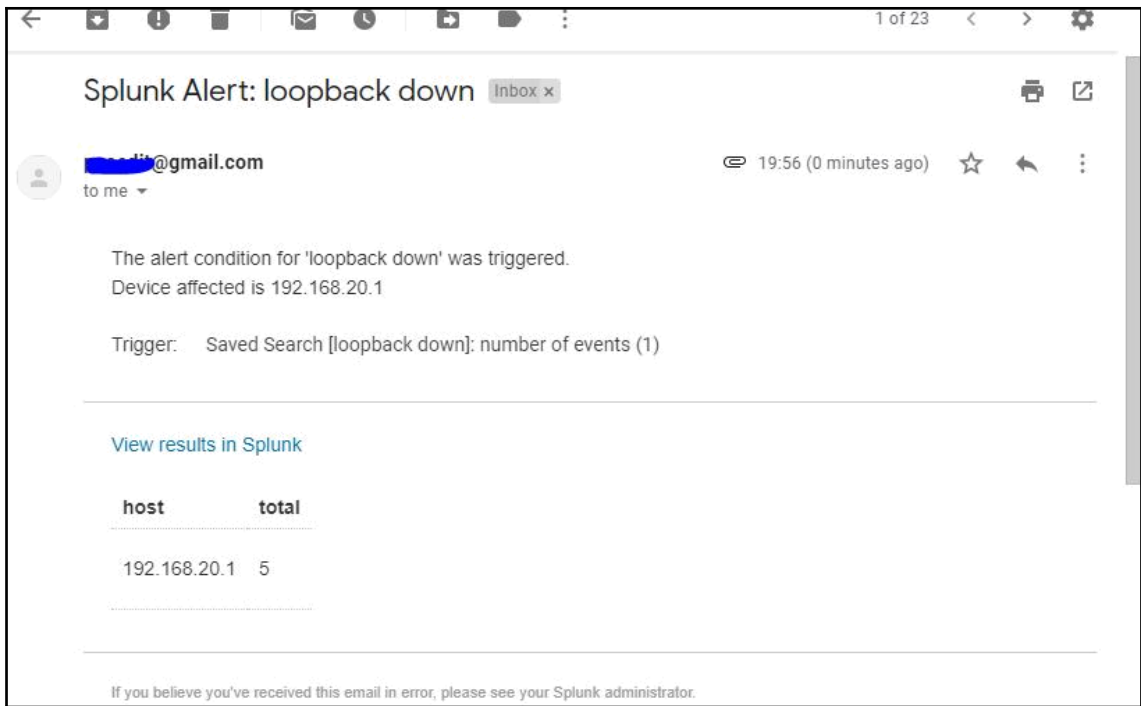 1 of 23
Splunk Alert: loopback down Inbox x
@gmail.com 19:56 (0 minutes ago)
to me
The alert condition for 'loopback down' was triggered.
Device affected is 192.168.20.1
Trigger: Saved Search [loopback down]: number of events (1)
View results in Splunk
host total
192.168.20.1 5
If you believe you've received this email in error, please see your Splunk administrator.